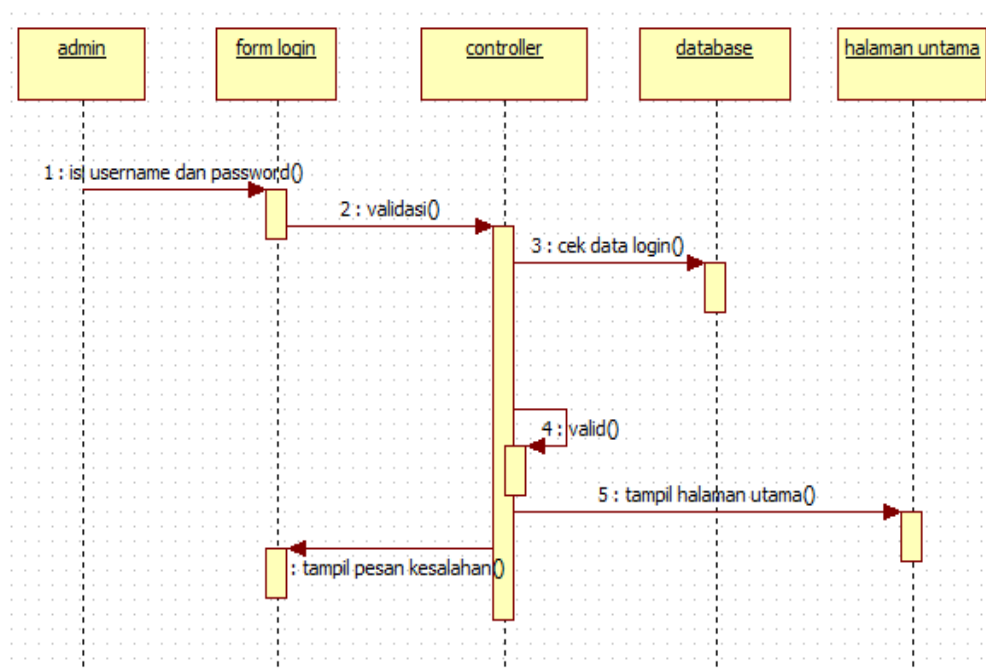 admin
form login
controller
database
halaman untama
1 : isi username dan password()
2 : validasi()
3 : cek data login()
4 : valid()
5 : tampil halaman utama()
: tampil pesan kesalahan()